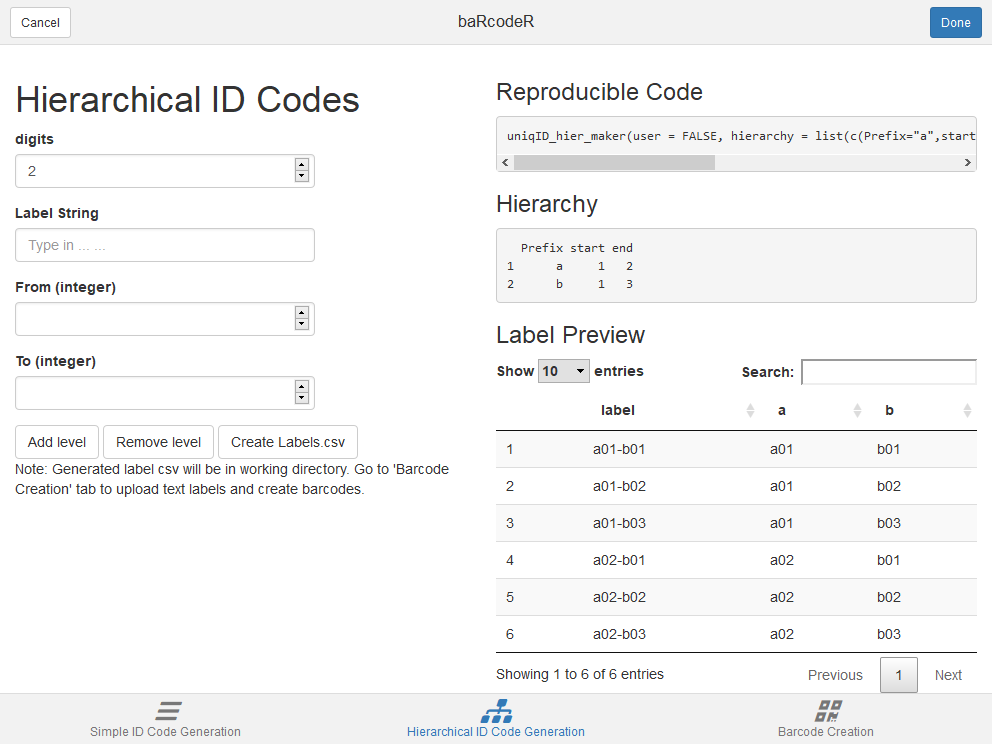 Cancel
baRcodeR
Done
Hierarchical ID Codes
digits
2
Label String
Type in ... ...
From (integer)
To (integer)
Add level
Remove level
Create Labels.csv
Note: Generated label csv will be in working directory. Go to 'Barcode
Creation' tab to upload text labels and create barcodes.
Reproducible Code
uniqID_hier_maker(user = FALSE, hierarchy = list(c(Prefix="a",start
Hierarchy
Prefix start end
1 a 1 2
2 b 1 3
Label Preview
Show 10 entries
Search:
label a b
1 a01-b01 a01 b01
2 a01-b02 a01 b02
3 a01-b03 a01 b03
4 a02-b01 a02 b01
5 a02-b02 a02 b02
6 a02-b03 a02 b03
Showing 1 to 6 of 6 entries
Previous 1 Next
Simple ID Code Generation
Hierarchical ID Code Generation
Barcode Creation